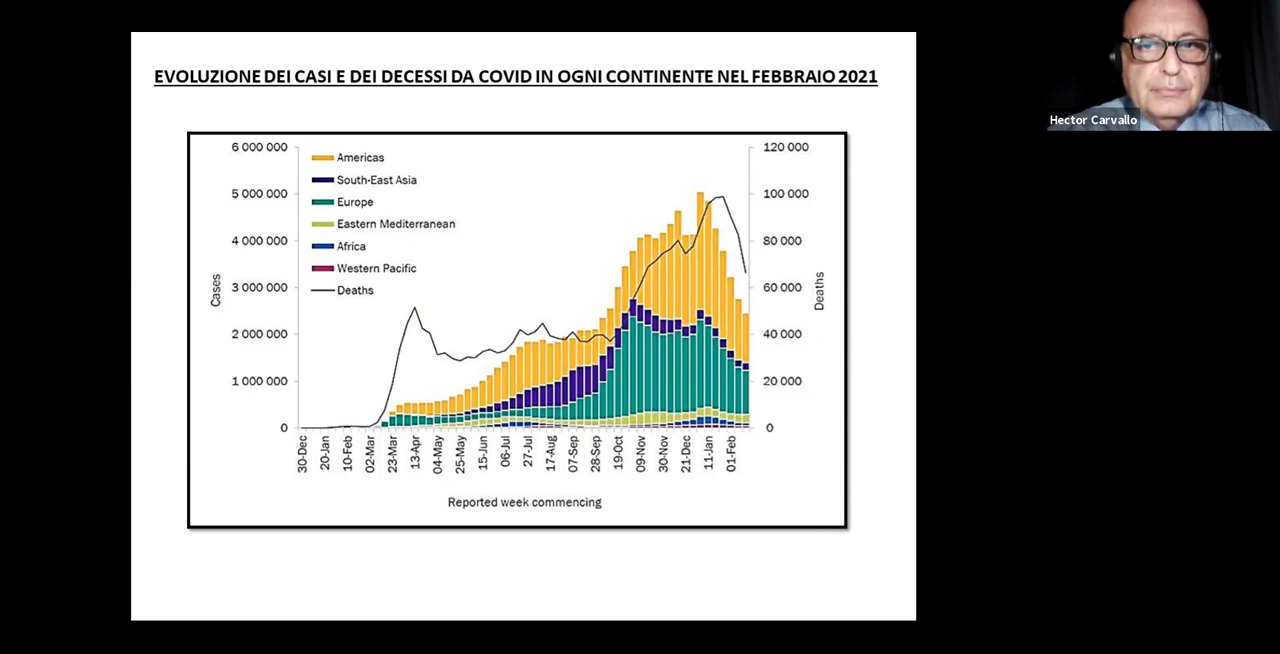 EVOLUZIONE DEI CASI E DEI DECESSI DA COVID IN OGNI CONTINENTE NEL FEBBRAIO 2021
Hector Carvallo
6 000 000
5 000 000
4 000 000
3 000 000
2 000 000
1 000 000
0
Cases
Americas
South-East Asia
Europe
Eastern Mediterranean
Africa
Western Pacific
Deaths
120 000
100 000
80 000
60 000
40 000
20 000
0
Deaths
30-Dec
20-Jan
10-Feb
02-Mar
23-Mar
13-Apr
04-May
25-May
15-Jun
06-Jul
27-Jul
17-Aug
07-Sep
28-Sep
19-Oct
09-Nov
30-Nov
21-Dec
11-Jan
01-Feb
Reported week commencing